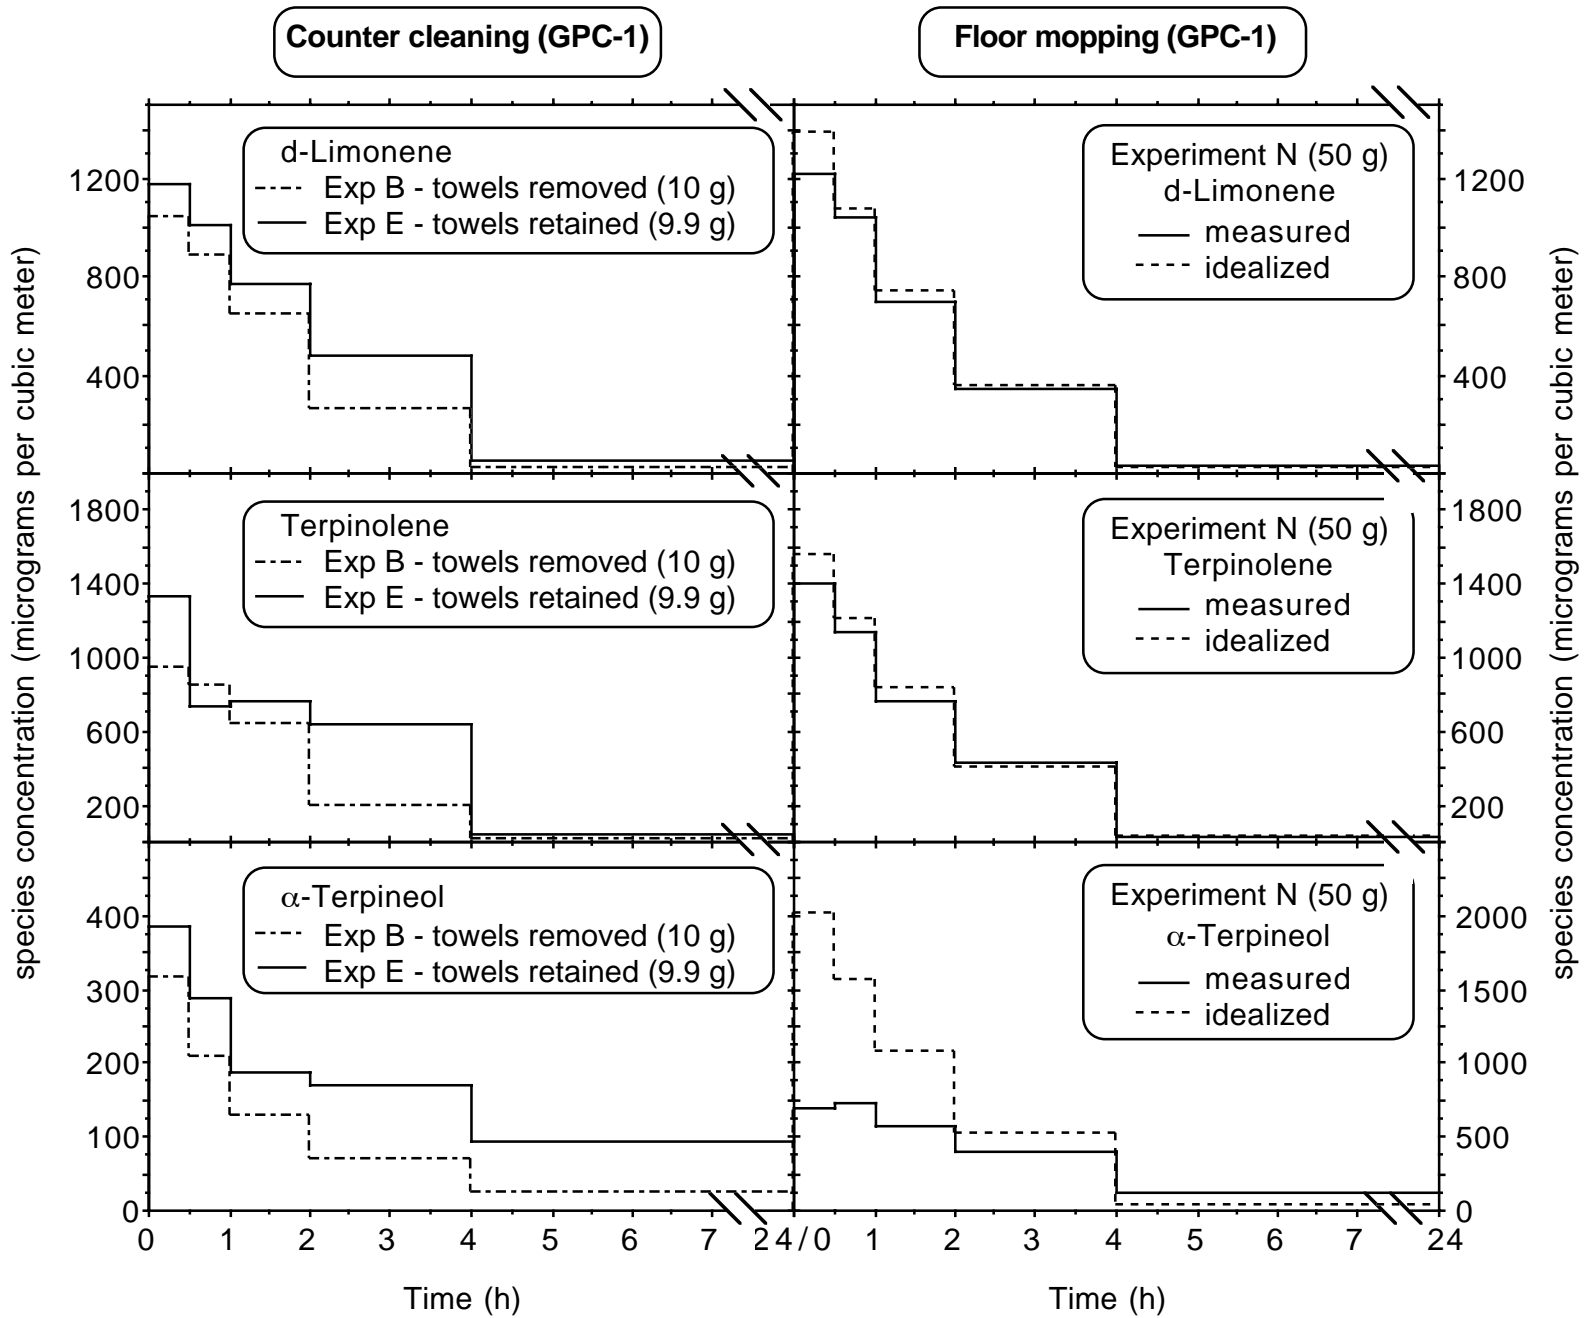 Counter cleaning (GPC-1)
Floor mopping (GPC-1)
species concentration (micrograms per cubic meter)
d-Limonene
Exp B - towels removed (10 g)
Exp E - towels retained (9.9 g)
1200
800
400
Experiment N (50 g)
d-Limonene
measured
idealized
1200
800
400
Terpinolene
Exp B - towels removed (10 g)
Exp E - towels retained (9.9 g)
1800
1400
1000
600
200
Experiment N (50 g)
Terpinolene
measured
idealized
1800
1400
1000
600
200
α-Terpineol
Exp B - towels removed (10 g)
Exp E - towels retained (9.9 g)
400
300
200
100
0
Experiment N (50 g)
α-Terpineol
measured
idealized
2000
1500
1000
500
0
species concentration (micrograms per cubic meter)
0 1 2 3 4 5 6 7 24/0 1 2 3 4 5 6 7 24
Time (h)
Time (h)